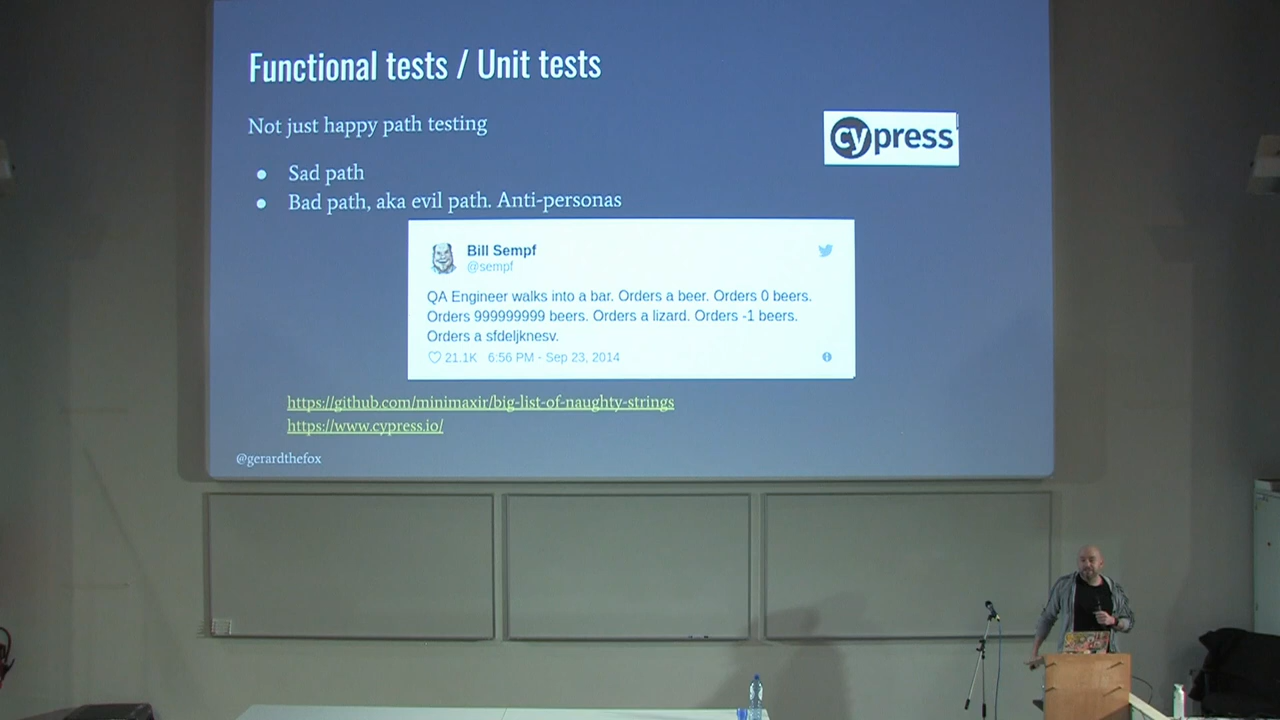 Functional tests / Unit tests
Not just happy path testing
cypress
● Sad path
● Bad path, aka evil path. Anti-personas
Bill Sempf
@sempf
QA Engineer walks into a bar. Orders a beer. Orders 0 beers.
Orders 999999999 beers. Orders a lizard. Orders -1 beers.
Orders a sfdeljknesv.
21.1K 6:56 PM - Sep 23, 2014
https://github.com/minimaxir/big-list-of-naughty-strings
https://www.cypress.io/
@gerardthefox